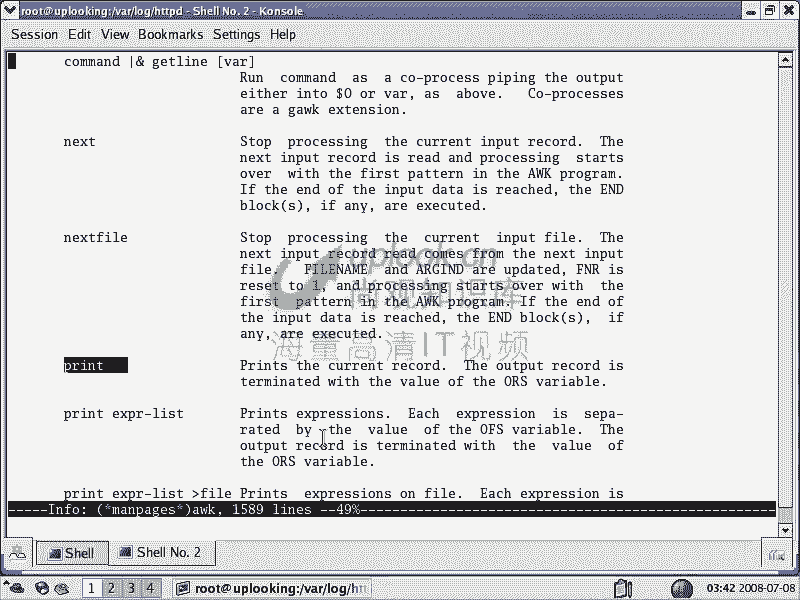 root@uplooking:/var/log/httpd - Shell No. 2 - Konsole
Session Edit View Bookmarks Settings Help
command |& getline [var]
Run command as a co-process piping the output
either into $0 or var, as above. Co-processes
are a gawk extension.
next Stop processing the current input record. The
next input record is read and processing starts
over with the first pattern in the AWK program.
If the end of the input data is reached, the END
block(s), if any, are executed.
nextfile Stop processing the current input file. The
next input record read comes from the next input
file. FILENAME and ARGIND are updated, FNR is
reset to 1, and processing starts over with the
first pattern in the AWK program. If the end of
the input data is reached, the END block(s), if
any, are executed.
uplook.cn
尚观知识库
海量高清IT视频
print Prints the current record. The output record is
terminated with the value of the ORS variable.
print expr-list Prints expressions. Each expression is sepa-
rated by the value of the OFS variable. The
output record is terminated with the value of
the ORS variable.
print expr-list >file Prints expressions on file. Each expression is
-----Info: (*manpages*)awk, 1589 lines --49%-----
Shell Shell No. 2
1 2 3 4 root@uplooking:/var/log/htt 03:42 2008-07-08